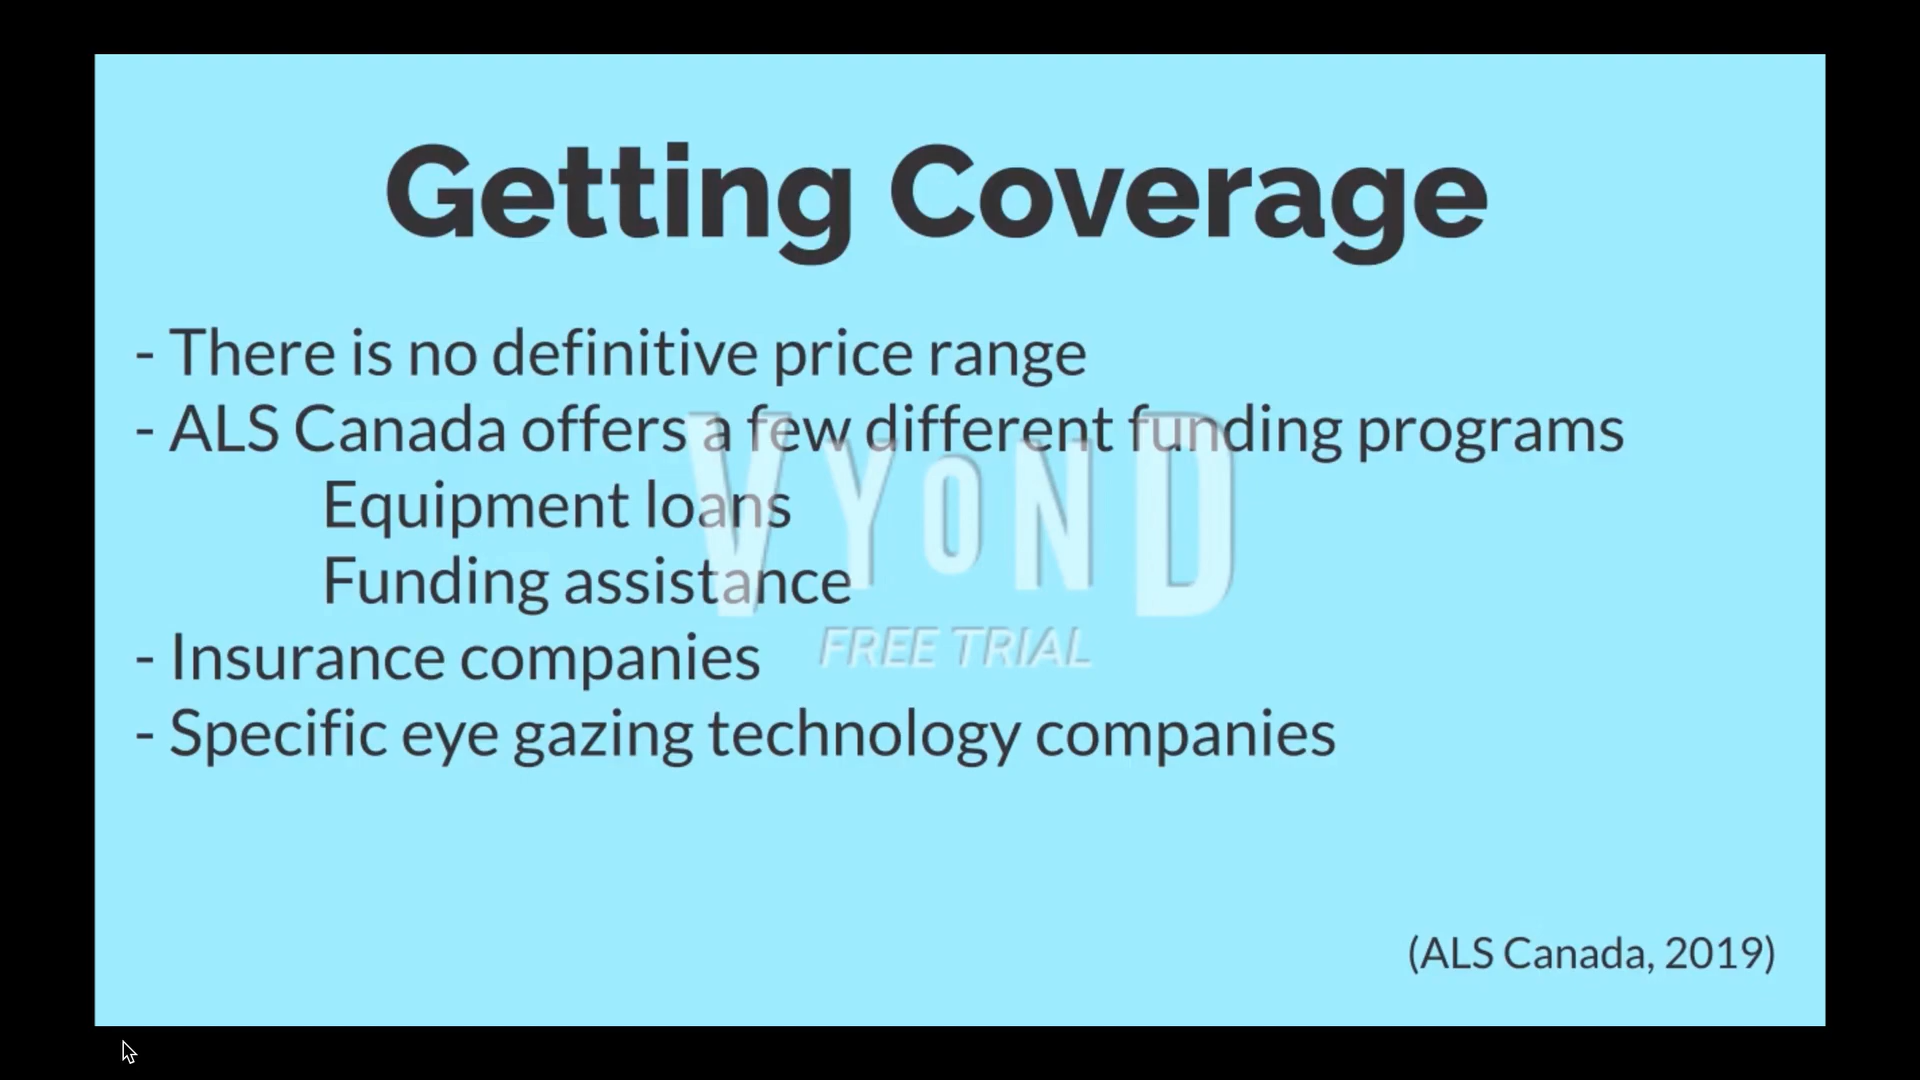 Getting Coverage
- There is no definitive price range
- ALS Canada offers a few different funding programs
Equipment loans
Funding assistance
- Insurance companies
- Specific eye gazing technology companies
VYOND
FREE TRIAL
(ALS Canada, 2019)